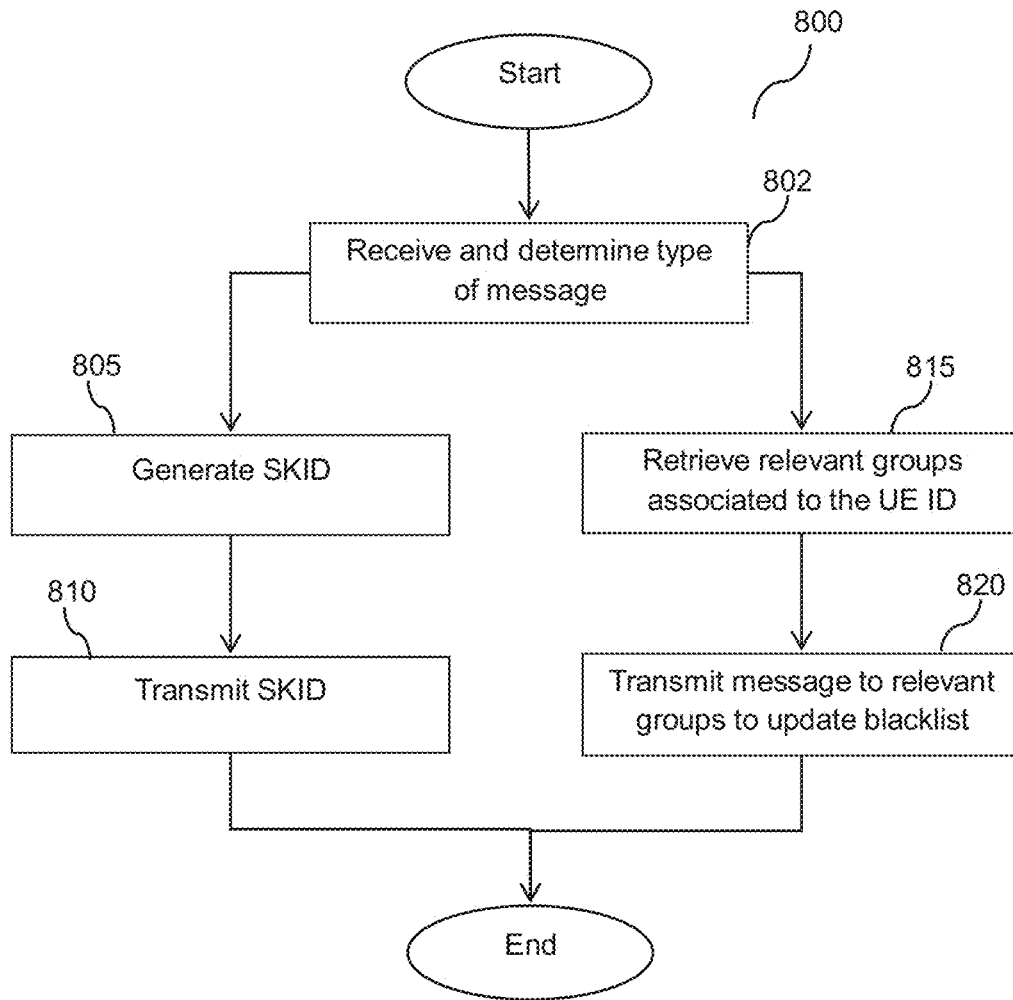 800
Start
802
Receive and determine type
of message
805
815
Generate SKID
Retrieve relevant groups
associated to the UE ID
810
820
Transmit SKID
Transmit message to relevant
groups to update blacklist
End